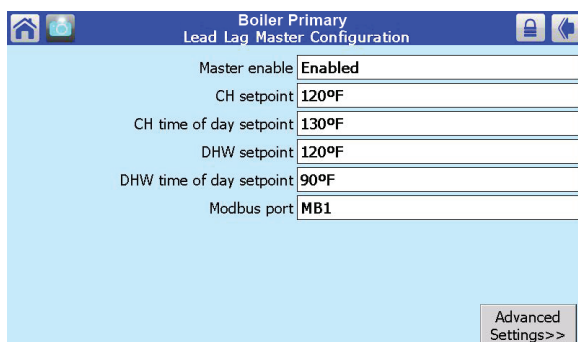 Boiler Primary
Lead Lag Master Configuration
Master enable Enabled
CH setpoint 120ºF
CH time of day setpoint 130ºF
DHW setpoint 120ºF
DHW time of day setpoint 90ºF
Modbus port MB1
Advanced
Settings>>